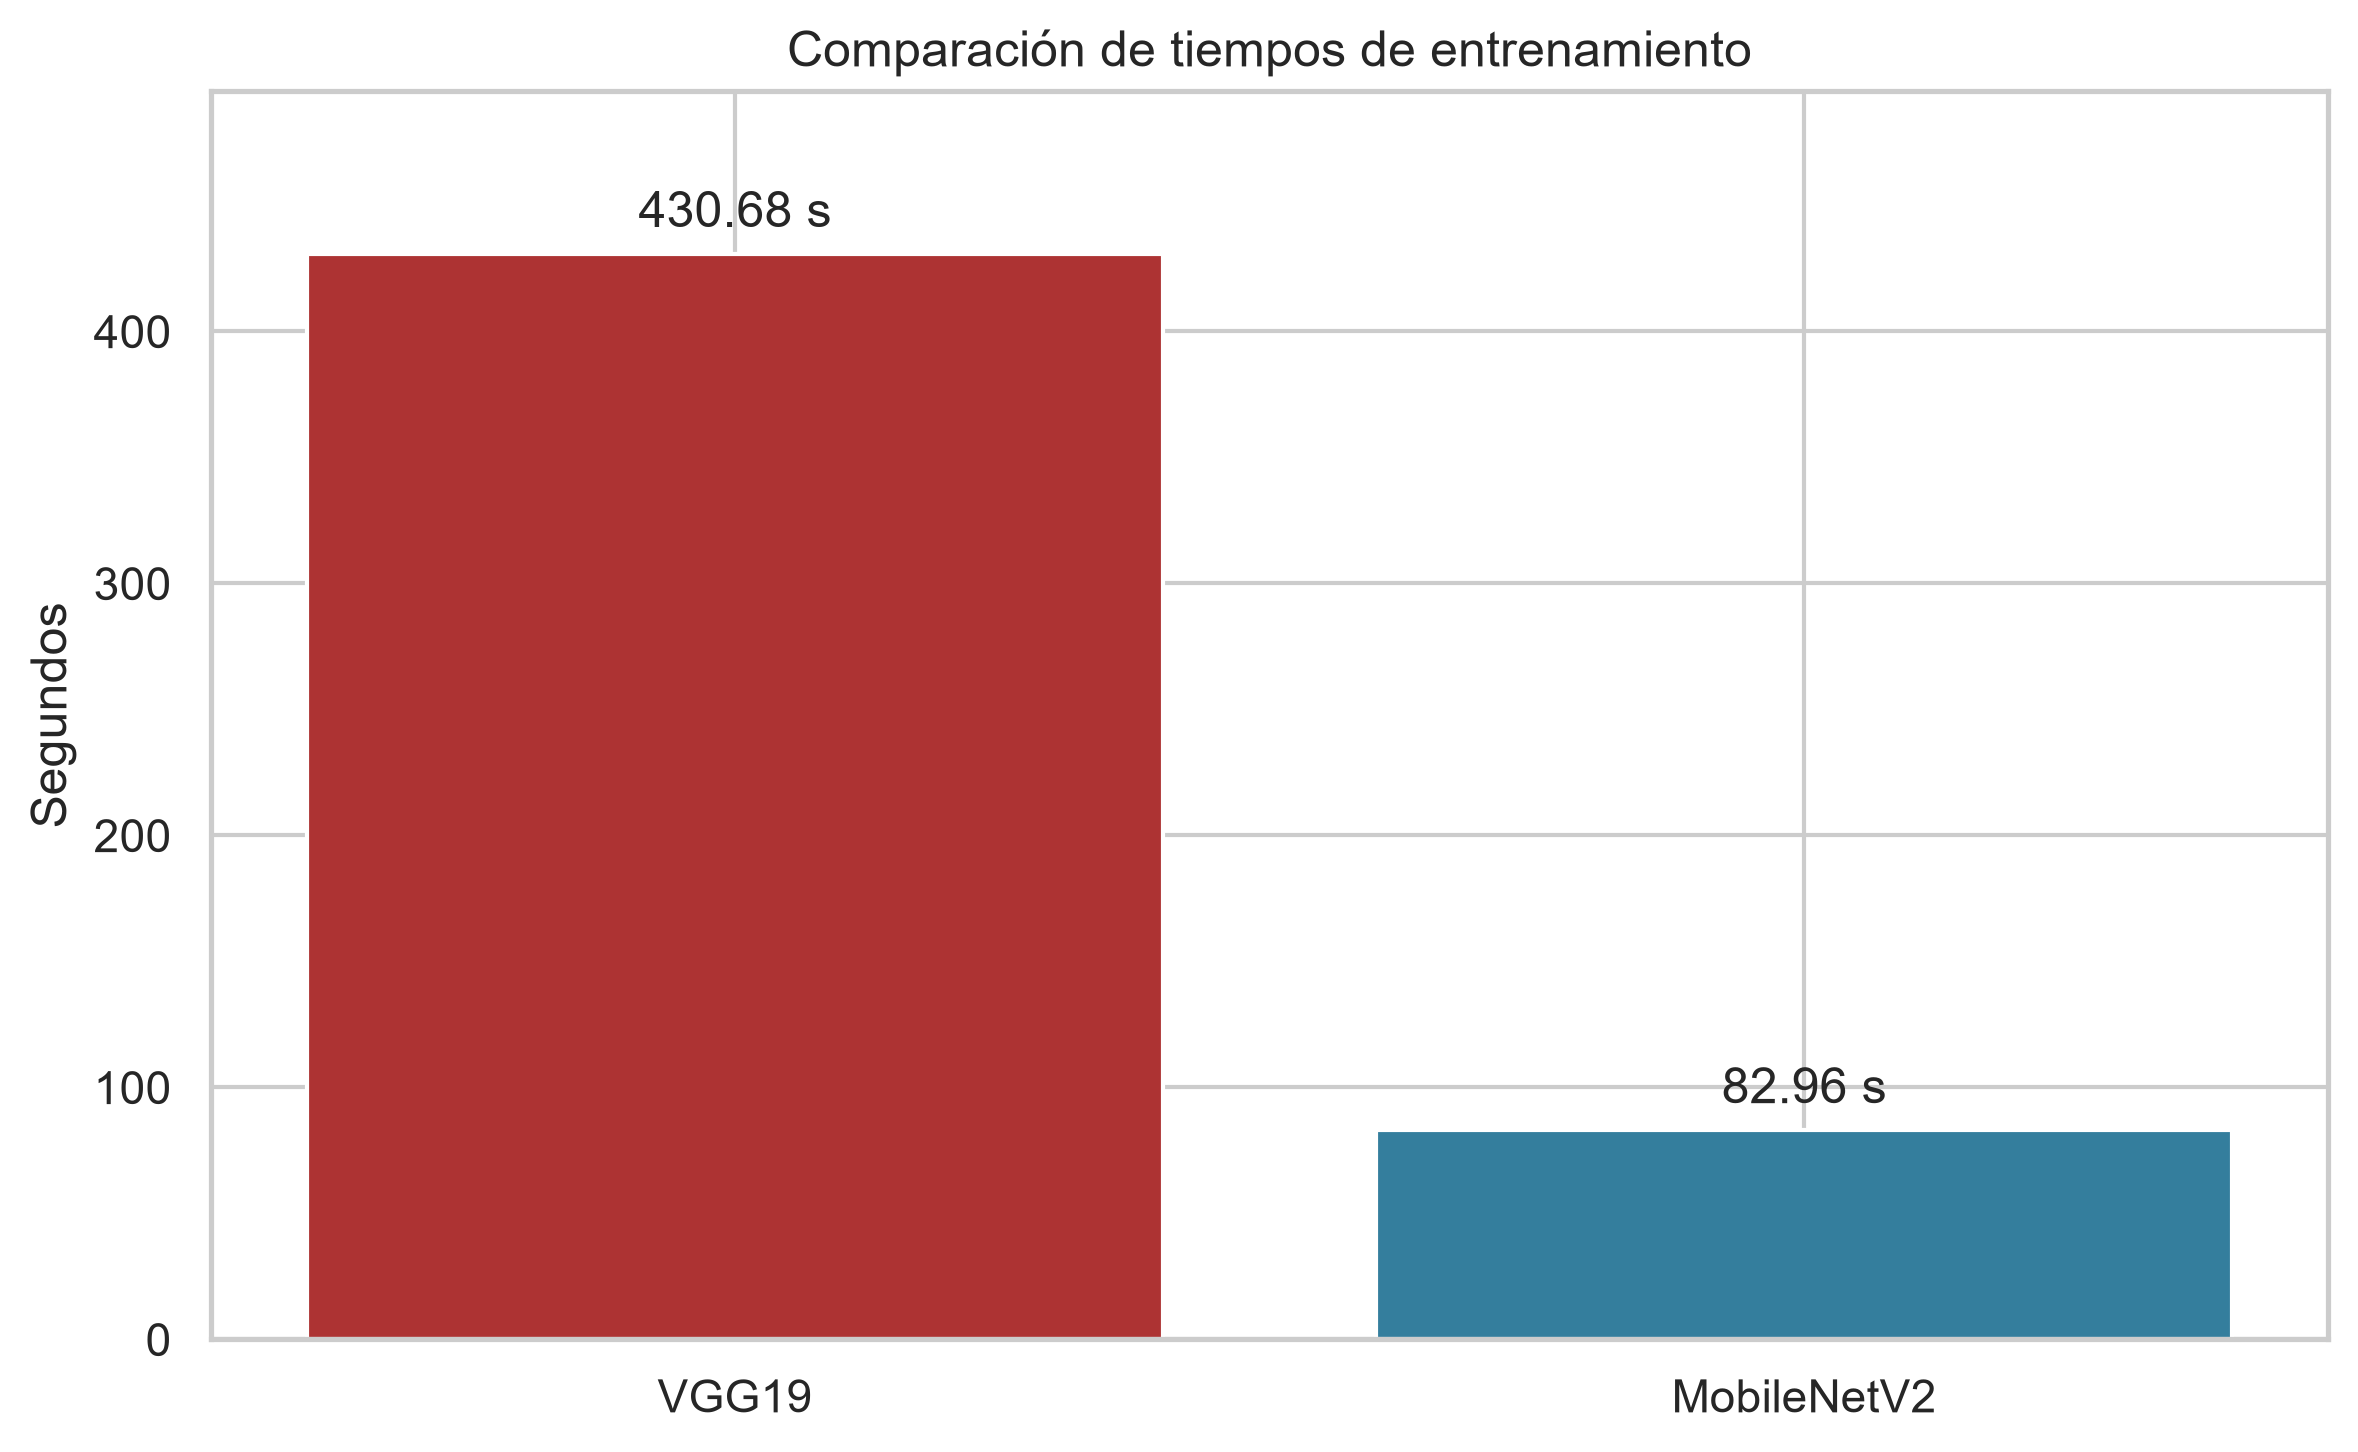 Comparación de tiempos de entrenamiento
430.68 s
400
300
Segundos
200
100
82.96 s
0
VGG19
MobileNetV2